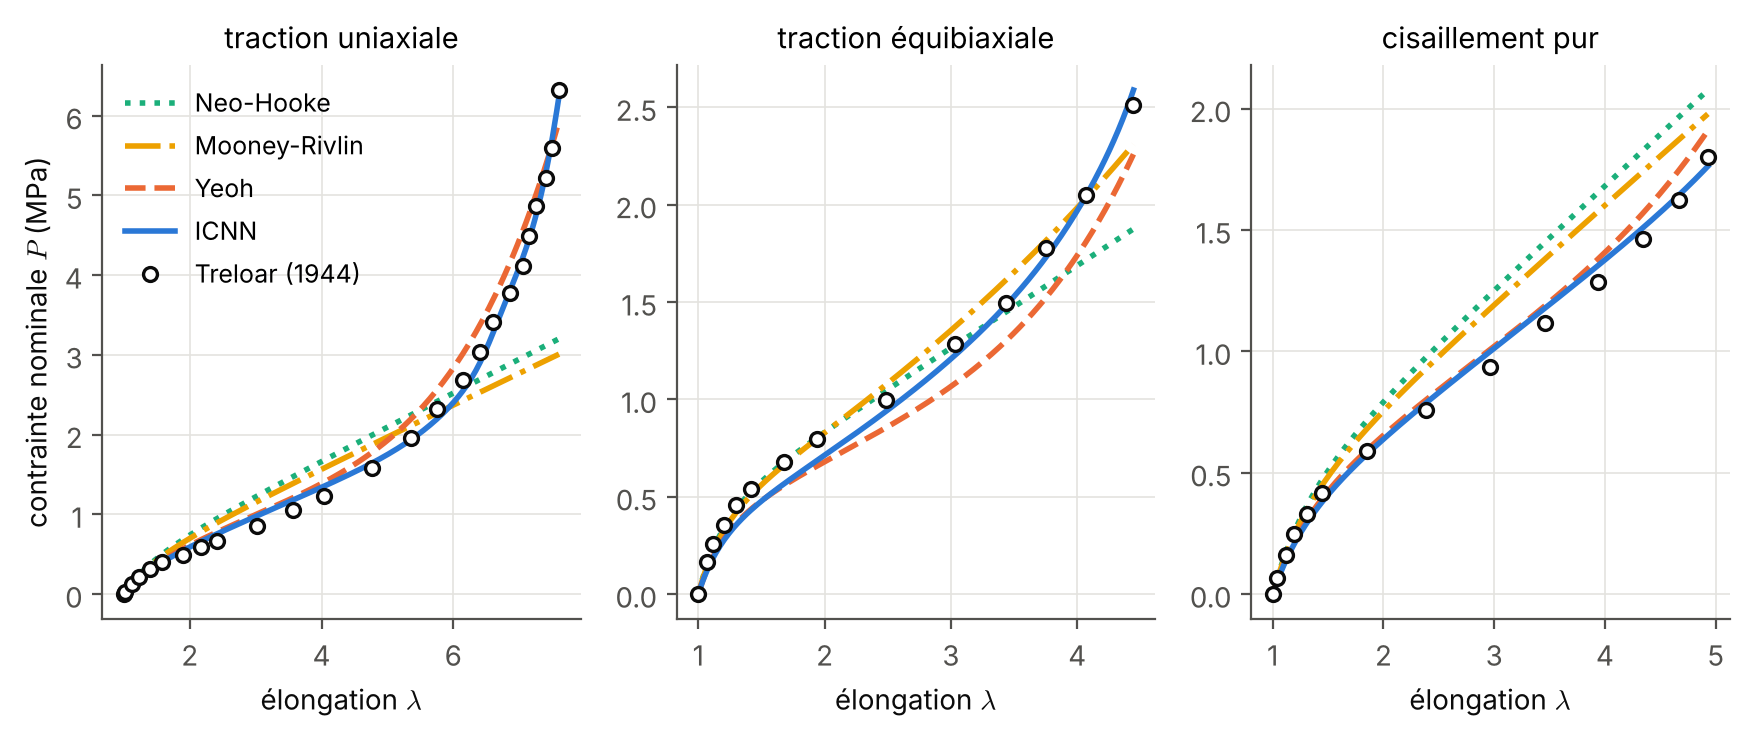 traction uniaxiale
traction équibiaxiale
cisaillement pur
contrainte nominale P (MPa)
Neo-Hooke
Mooney-Rivlin
Yeoh
ICNN
Treloar (1944)
6
5
4
3
2
1
0
2
4
6
élongation λ
2.5
2.0
1.5
1.0
0.5
0.0
1
2
3
4
élongation λ
2.0
1.5
1.0
0.5
0.0
1
2
3
4
5
élongation λ